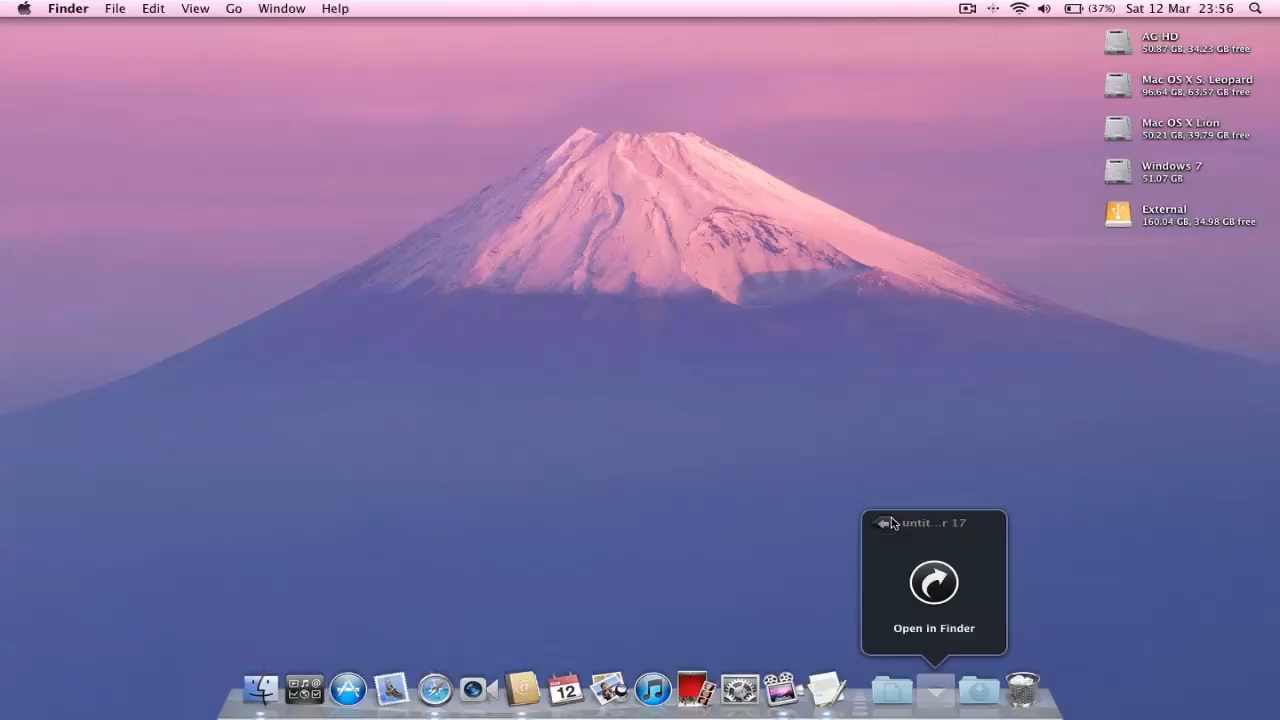 Finder File Edit View Go Window Help (37%) Sat 12 Mar 23:56
AG HD
50.87 GB, 34.23 GB free
Mac OS X S. Leopard
96.64 GB, 63.57 GB free
Mac OS X Lion
50.21 GB, 39.79 GB free
Windows 7
51.07 GB
External
160.04 GB, 34.98 GB free
untit...r 17
Open in Finder
12